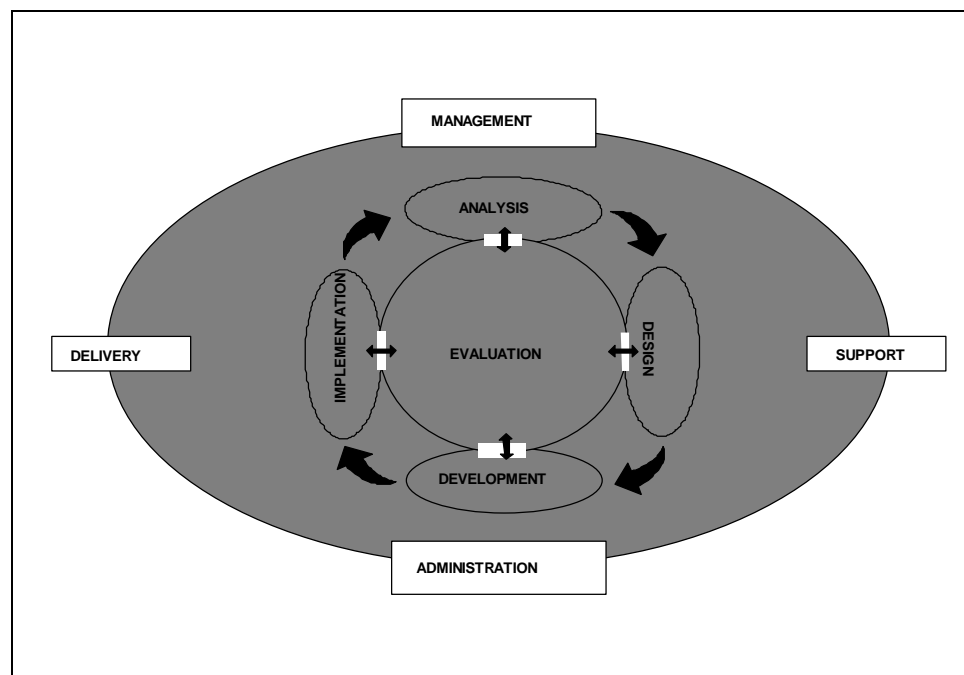 MANAGEMENT
ANALYSIS
IMPLEMENTATION
DESIGN
DELIVERY
EVALUATION
SUPPORT
DEVELOPMENT
ADMINISTRATION